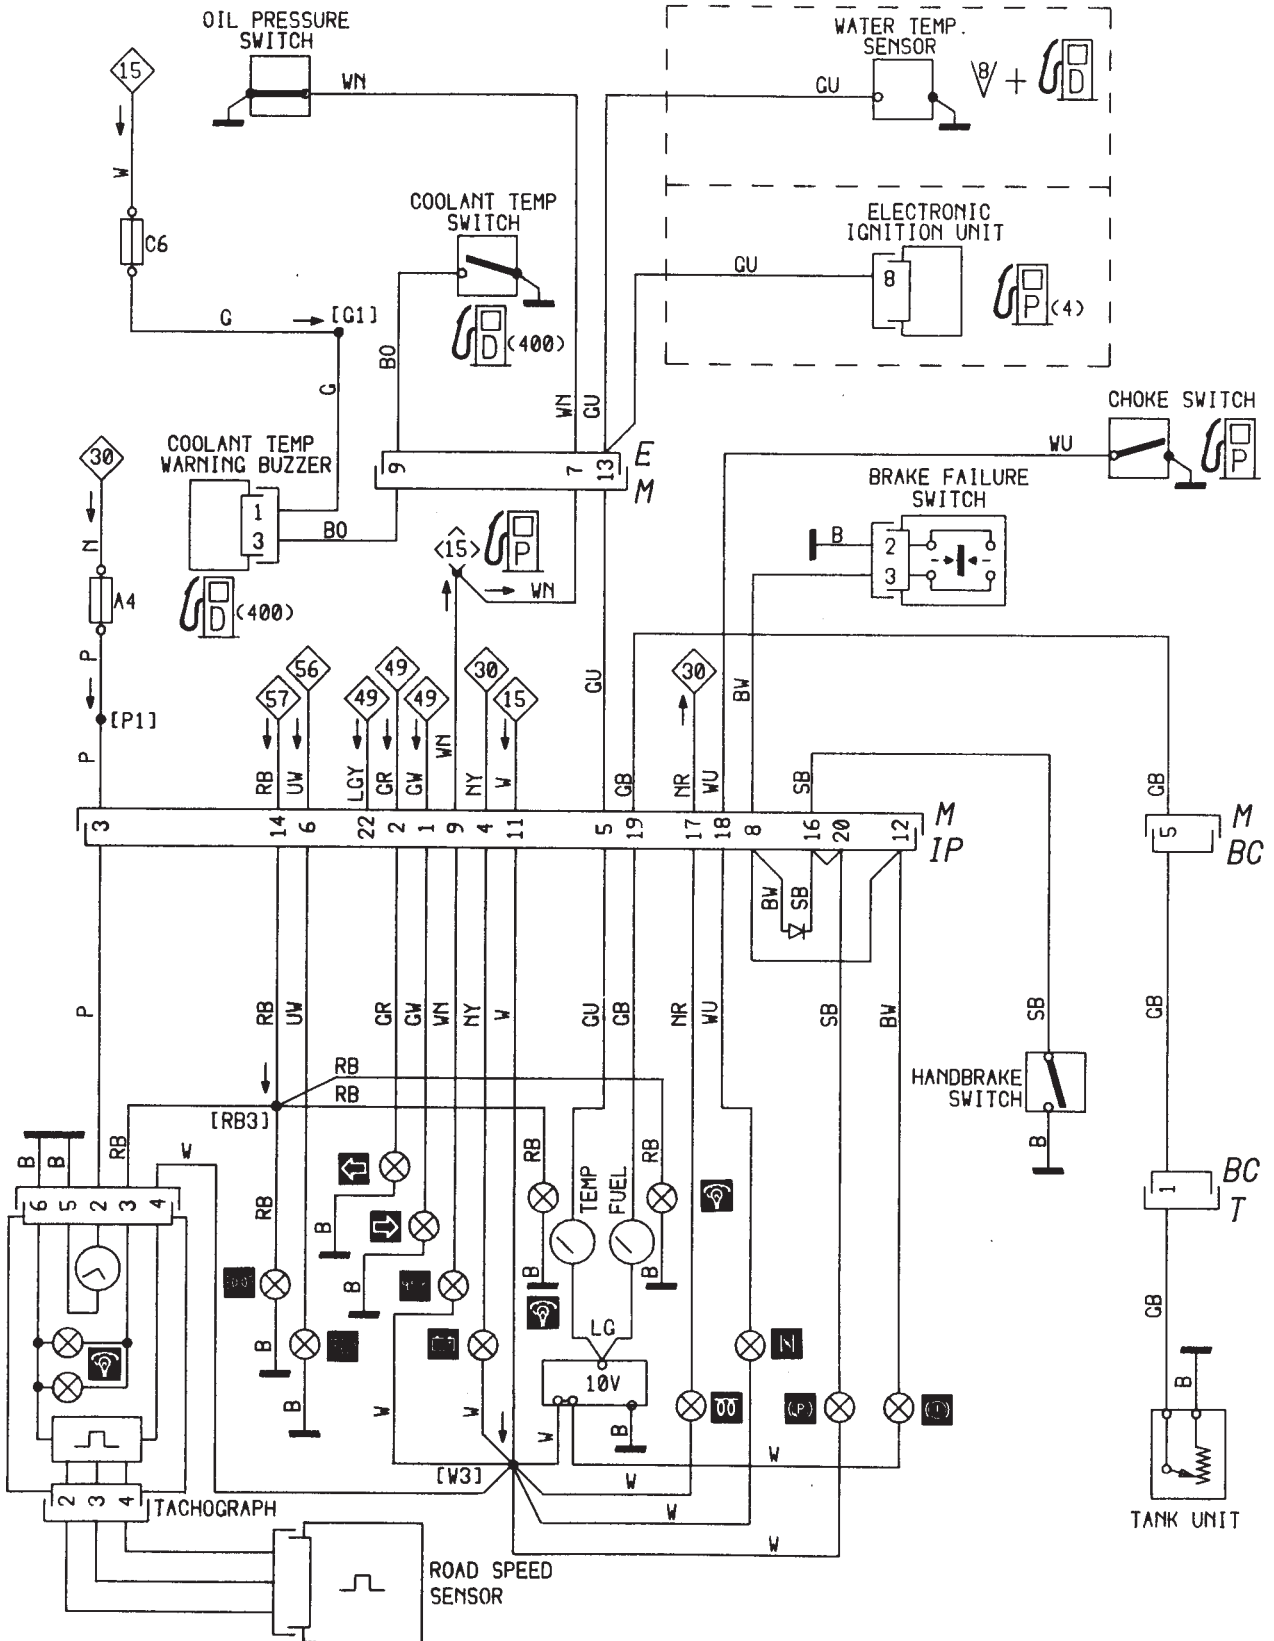 OIL PRESSURE
SWITCH
WATER TEMP.
SENSOR
15
WN
GU
8
+
D
W
COOLANT TEMP
SWITCH
ELECTRONIC
IGNITION UNIT
C6
GU
8
P
(4)
G
[G1]
D
(400)
BO
G
WN
GU
CHOKE SWITCH
COOLANT TEMP
WARNING BUZZER
30
9
7
13
E
M
WU
P
BRAKE FAILURE
SWITCH
1
3
BO
15
P
B
2
3
N
A4
D
(400)
WN
P
56
49
30
30
57
49
49
15
GU
BW
[P1]
P
RB
UW
LGY
GR
GW
WN
NY
W
GB
NR
WU
SB
GB
3
14
6
22
2
1
9
4
11
5
19
17
18
8
16
20
12
M
IP
5
M
BC
BW
SB
P
RB
UW
GR
GW
WN
NY
W
GU
GB
NR
WU
SB
BW
SB
GB
RB
RB
[RB3]
HANDBRAKE
SWITCH
B
B
B
RB
W
RB
TEMP
FUEL
RB
6
5
2
3
4
RB
B
BC
1
T
B
B
B
B
GB
LG
10V
B
B
P
B
W
W
W
B
[W3]
W
W
W
W
2
3
4
TACHOGRAPH
TANK UNIT
ROAD SPEED
SENSOR